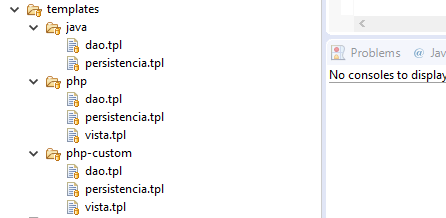 templates
java
dao.tpl
persistencia.tpl
php
dao.tpl
persistencia.tpl
vista.tpl
php-custom
dao.tpl
persistencia.tpl
vista.tpl
Problems @ Jav
No consoles to display